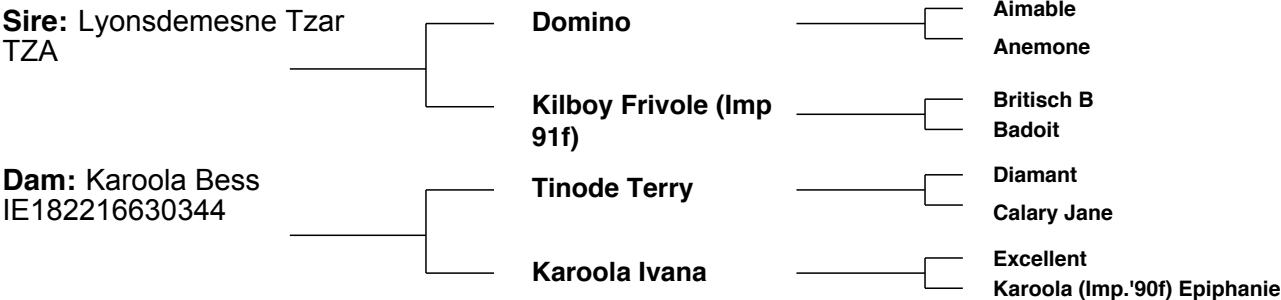 Sire: Lyonsdemesne Tzar
TZA
Domino
Aimable
Anemone
Kilboy Frivole (Imp
91f)
Britisch B
Badoit
Dam: Karoola Bess
IE182216630344
Tinode Terry
Diamant
Calary Jane
Karoola Ivana
Excellent
Karoola (Imp.'90f) Epiphanie